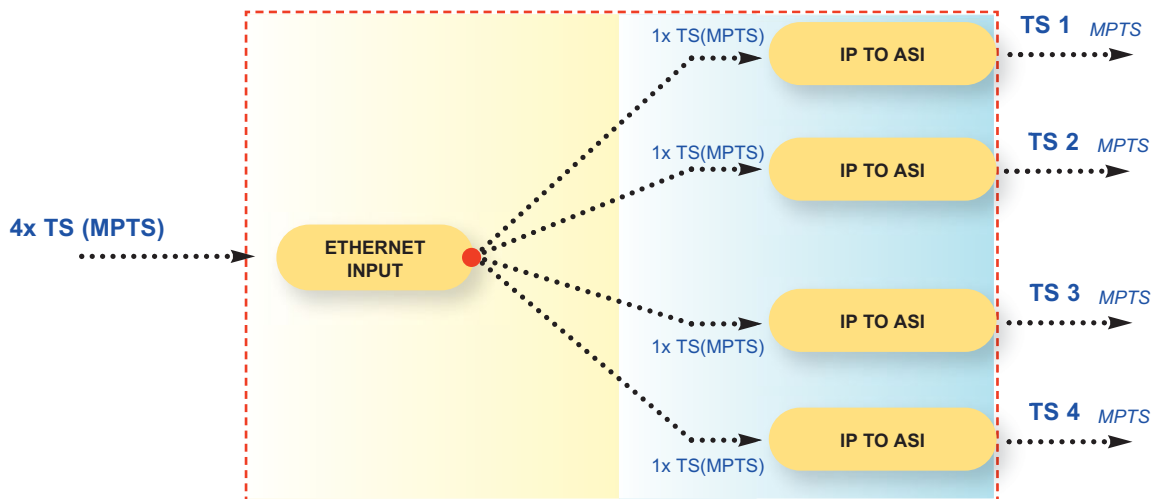 1x TS(MPTS)
IP TO ASI
TS 1 MPTS
1x TS(MPTS)
IP TO ASI
TS 2 MPTS
4x TS (MPTS)
ETHERNET
INPUT
1x TS(MPTS)
IP TO ASI
TS 3 MPTS
1x TS(MPTS)
IP TO ASI
TS 4 MPTS